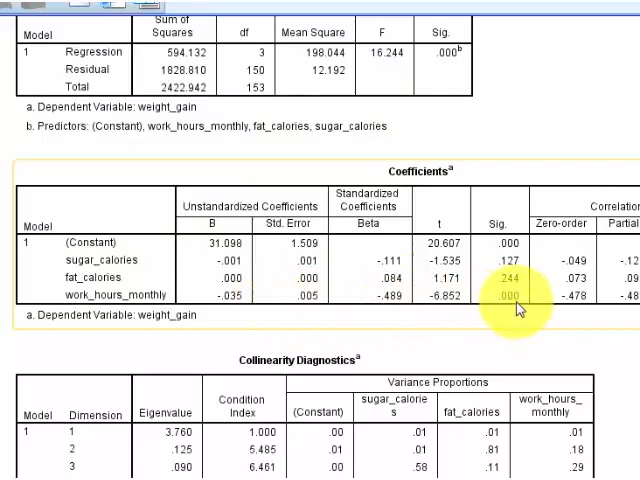 Sum of
Model Squares df Mean Square F Sig.
1 Regression 594.132 3 198.044 16.244 .000b
Residual 1828.810 150 12.192
Total 2422.942 153
a. Dependent Variable: weight_gain
b. Predictors: (Constant), work_hours_monthly, fat_calories, sugar_calories
Coefficientsa
Unstandardized Coefficients Standardized Coefficients Correlation
Model B Std. Error Beta t Sig. Zero-order Partial
1 (Constant) 31.098 1.509 20.607 .000
sugar_calories -.001 .001 -.111 -1.535 .127 -.049 -.12
fat_calories .000 .000 .084 1.171 .244 .073 .09
work_hours_monthly -.035 .005 -.489 -6.852 .000 -.478 -.48
a. Dependent Variable: weight_gain
Collinearity Diagnosticsa
Variance Proportions
Model Dimension Eigenvalue Condition Index (Constant) sugar_calories fat_calories work_hours_monthly
1 1 3.760 1.000 .00 .01 .01 .01
2 .125 5.485 .01 .01 .81 .18
3 .090 6.461 .00 .58 .11 .29